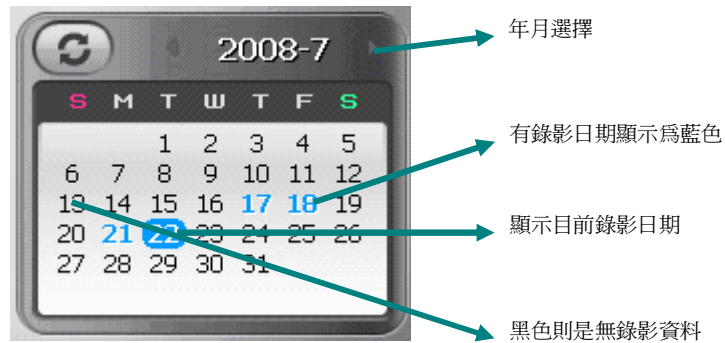 2008-7
年月選擇
S M T W T F S
1 2 3 4 5
有錄影日期顯示為藍色
6 7 8 9 10 11 12
13 14 15 16 17 18 19
20 21 22 23 24 25 26
顯示目前錄影日期
27 28 29 30 31
黑色則是無錄影資料